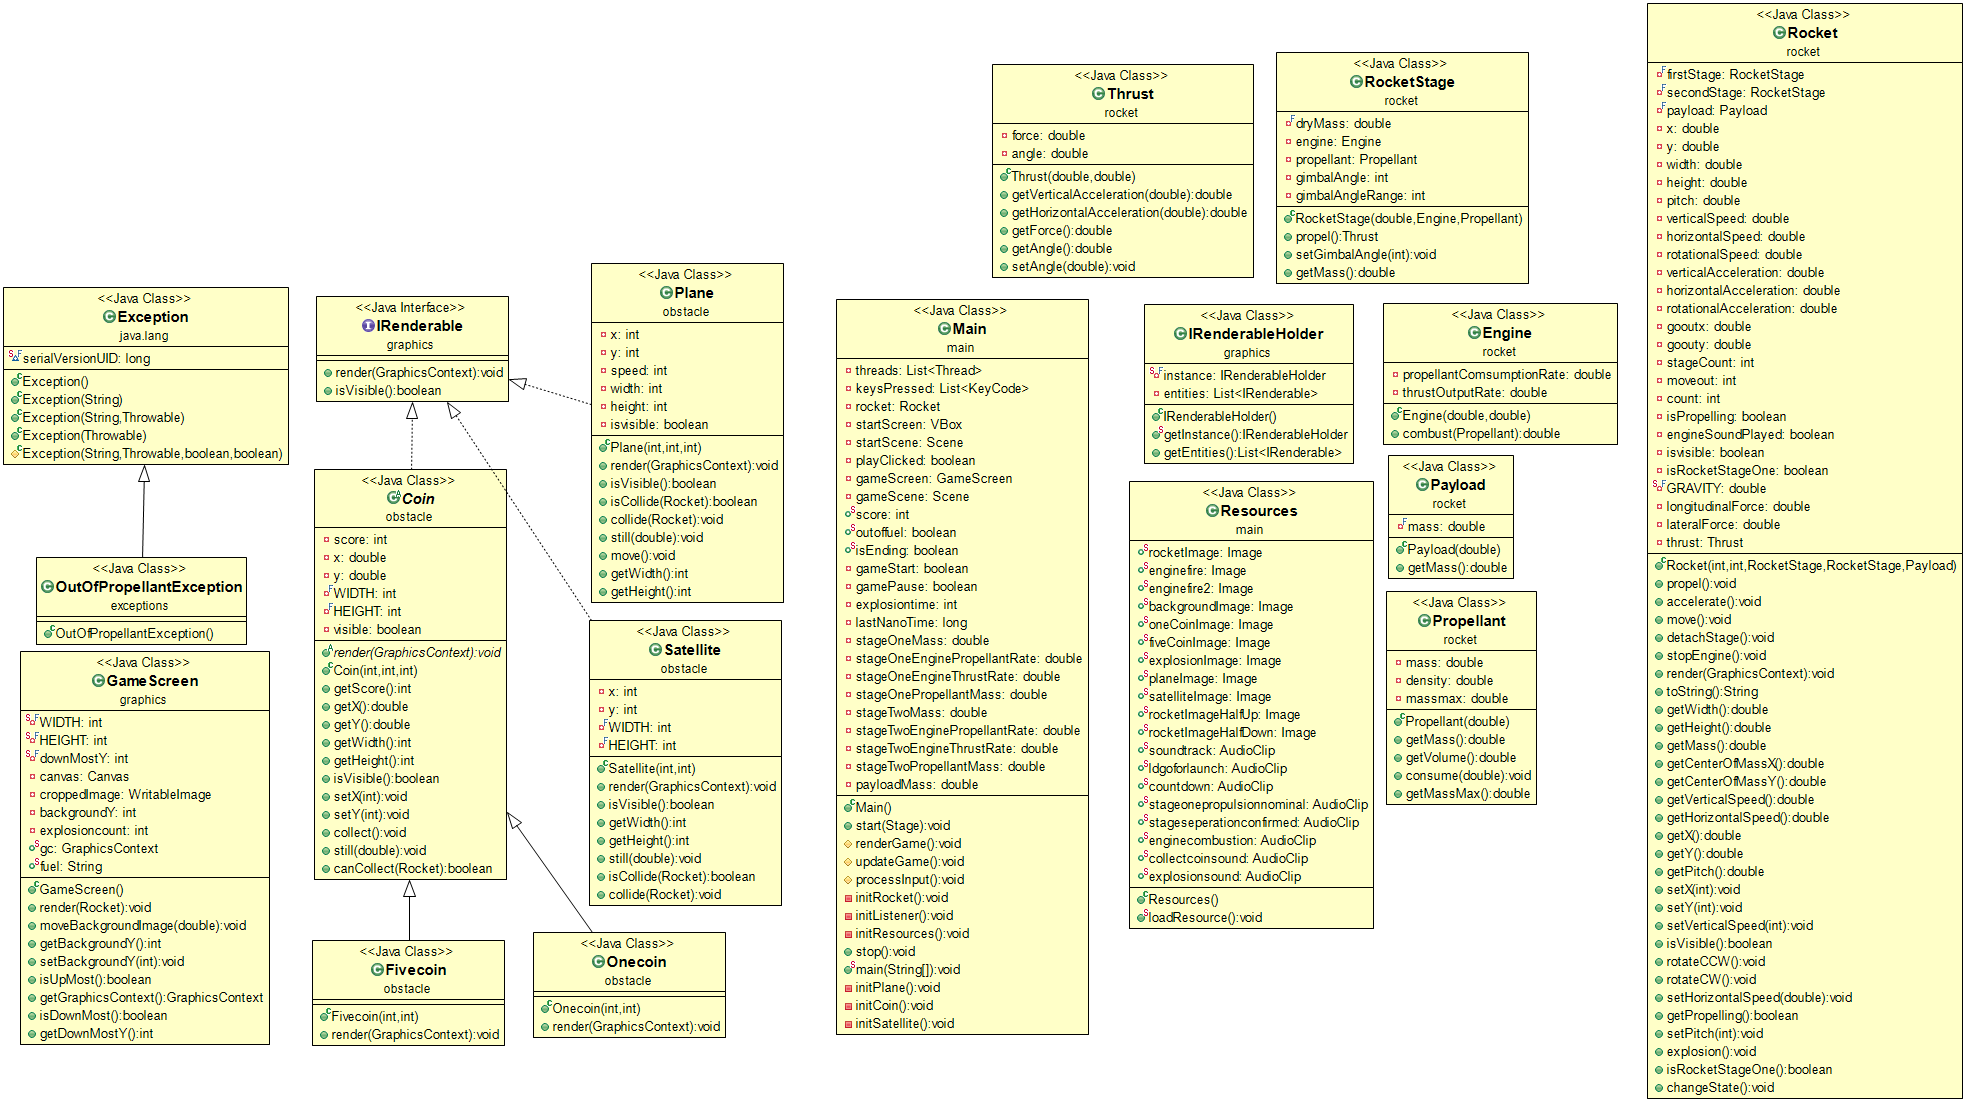 <<Java Class>>
Exception
java.lang
serialVersionUID: long
Exception()
Exception(String)
Exception(String,Throwable)
Exception(Throwable)
Exception(String,Throwable,boolean,boolean)
<<Java Class>>
OutOfPropellantException
exceptions
OutOfPropellantException()
<<Java Class>>
GameScreen
graphics
WIDTH: int
HEIGHT: int
downMostY: int
canvas: Canvas
croppedImage: WritableImage
backgroundY: int
explosioncount: int
gc: GraphicsContext
fuel: String
GameScreen()
render(Rocket):void
moveBackgroundImage(double):void
getBackgroundY():int
setBackgroundY(int):void
isUpMost():boolean
getGraphicsContext():GraphicsContext
isDownMost():boolean
getDownMostY():int
<<Java Interface>>
IRenderable
graphics
render(GraphicsContext):void
isVisible():boolean
<<Java Class>>
Coin
obstacle
score: int
x: double
y: double
WIDTH: int
HEIGHT: int
visible: boolean
render(GraphicsContext):void
Coin(int,int,int)
getScore():int
getX():double
getY():double
getWidth():int
getHeight():int
isVisible():boolean
setX(int):void
setY(int):void
collect():void
still(double):void
canCollect(Rocket):boolean
<<Java Class>>
Fivecoin
obstacle
Fivecoin(int,int)
render(GraphicsContext):void
<<Java Class>>
Plane
obstacle
x: int
y: int
speed: int
width: int
height: int
isvisible: boolean
Plane(int,int,int)
render(GraphicsContext):void
isVisible():boolean
isCollide(Rocket):boolean
collide(Rocket):void
still(double):void
move():void
getWidth():int
getHeight():int
<<Java Class>>
Satellite
obstacle
x: int
y: int
WIDTH: int
HEIGHT: int
Satellite(int,int)
render(GraphicsContext):void
isVisible():boolean
getWidth():int
getHeight():int
still(double):void
isCollide(Rocket):boolean
collide(Rocket):void
<<Java Class>>
Onecoin
obstacle
Onecoin(int,int)
render(GraphicsContext):void
<<Java Class>>
Main
main
threads: List<Thread>
keysPressed: List<KeyCode>
rocket: Rocket
startScreen: VBox
startScene: Scene
playClicked: boolean
gameScreen: GameScreen
gameScene: Scene
score: int
outoffuel: boolean
isEnding: boolean
gameStart: boolean
gamePause: boolean
explosiontime: int
lastNanoTime: long
stageOneMass: double
stageOneEnginePropellantRate: double
stageOneEngineThrustRate: double
stageOnePropellantMass: double
stageTwoMass: double
stageTwoEnginePropellantRate: double
stageTwoEngineThrustRate: double
stageTwoPropellantMass: double
payloadMass: double
Main()
start(Stage):void
renderGame():void
updateGame():void
processInput():void
initRocket():void
initListener():void
initResources():void
stop():void
main(String[]):void
initPlane():void
initCoin():void
initSatellite():void
<<Java Class>>
Thrust
rocket
force: double
angle: double
Thrust(double,double)
getVerticalAcceleration(double):double
getHorizontalAcceleration(double):double
getForce():double
getAngle():double
setAngle(double):void
<<Java Class>>
RocketStage
rocket
dryMass: double
engine: Engine
propellant: Propellant
gimbalAngle: int
gimbalAngleRange: int
RocketStage(double,Engine,Propellant)
propel():Thrust
setGimbalAngle(int):void
getMass():double
<<Java Class>>
IRenderableHolder
graphics
instance: IRenderableHolder
entities: List<IRenderable>
IRenderableHolder()
getInstance():IRenderableHolder
getEntities():List<IRenderable>
<<Java Class>>
Resources
main
rocketImage: Image
enginefire: Image
enginefire2: Image
backgroundImage: Image
oneCoinImage: Image
fiveCoinImage: Image
explosionImage: Image
planeImage: Image
satelliteImage: Image
rocketImageHalfUp: Image
rocketImageHalfDown: Image
soundtrack: AudioClip
ldgoforlaunch: AudioClip
countdown: AudioClip
stageonepropulsionnominal: AudioClip
stageseperationconfirmed: AudioClip
enginecombustion: AudioClip
collectcoinsound: AudioClip
explosionsound: AudioClip
Resources()
loadResource():void
<<Java Class>>
Engine
rocket
propellantComsumptionRate: double
thrustOutputRate: double
Engine(double,double)
combust(Propellant):double
<<Java Class>>
Payload
rocket
mass: double
Payload(double)
getMass():double
<<Java Class>>
Propellant
rocket
mass: double
density: double
massmax: double
Propellant(double)
getMass():double
getVolume():double
consume(double):void
getMassMax():double
<<Java Class>>
Rocket
rocket
firstStage: RocketStage
secondStage: RocketStage
payload: Payload
x: double
y: double
width: double
height: double
pitch: double
verticalSpeed: double
horizontalSpeed: double
rotationalSpeed: double
verticalAcceleration: double
horizontalAcceleration: double
rotationalAcceleration: double
gooutx: double
goouty: double
stageCount: int
moveout: int
count: int
isPropelling: boolean
engineSoundPlayed: boolean
isvisible: boolean
isRocketStageOne: boolean
GRAVITY: double
longitudinalForce: double
lateralForce: double
thrust: Thrust
Rocket(int,int,RocketStage,RocketStage,Payload)
propel():void
accelerate():void
move():void
detachStage():void
stopEngine():void
render(GraphicsContext):void
toString():String
getWidth():double
getHeight():double
getMass():double
getCenterOfMassX():double
getCenterOfMassY():double
getVerticalSpeed():double
getHorizontalSpeed():double
getX():double
getY():double
getPitch():double
setX(int):void
setY(int):void
setVerticalSpeed(int):void
isVisible():boolean
rotateCCW():void
rotateCW():void
setHorizontalSpeed(double):void
getPropelling():boolean
setPitch(int):void
explosion():void
isRocketStageOne():boolean
changeState():void